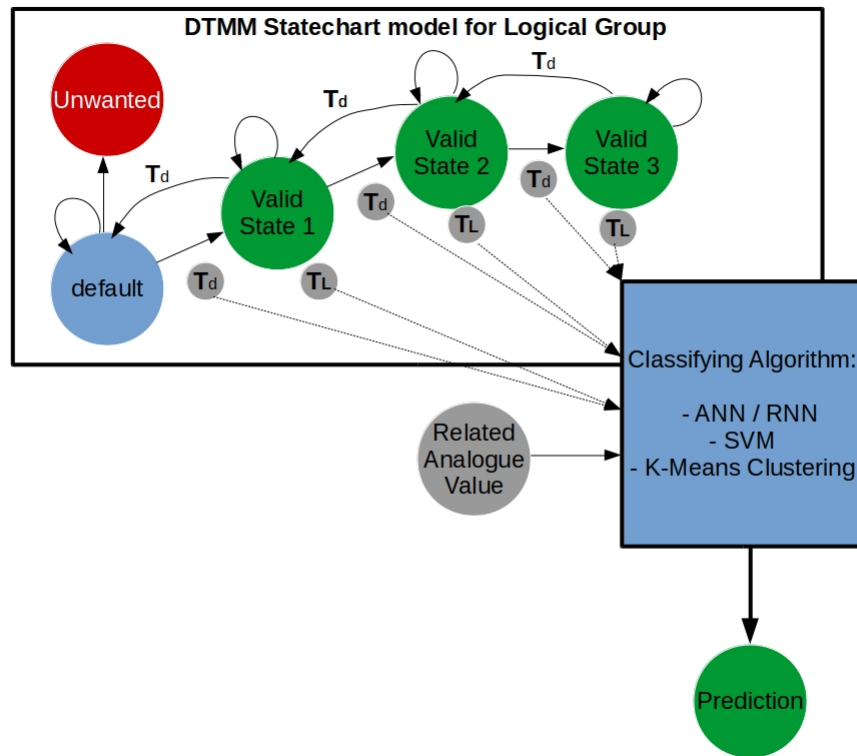 DTMM Statechart model for Logical Group
Unwanted
Td
Td
Td
Valid
State 1
Valid
State 2
Valid
State 3
default
Td
TL
Td
TL
Td
TL
Classifying Algorithm:
- ANN / RNN
- SVM
- K-Means Clustering
Related
Analogue
Value
Prediction